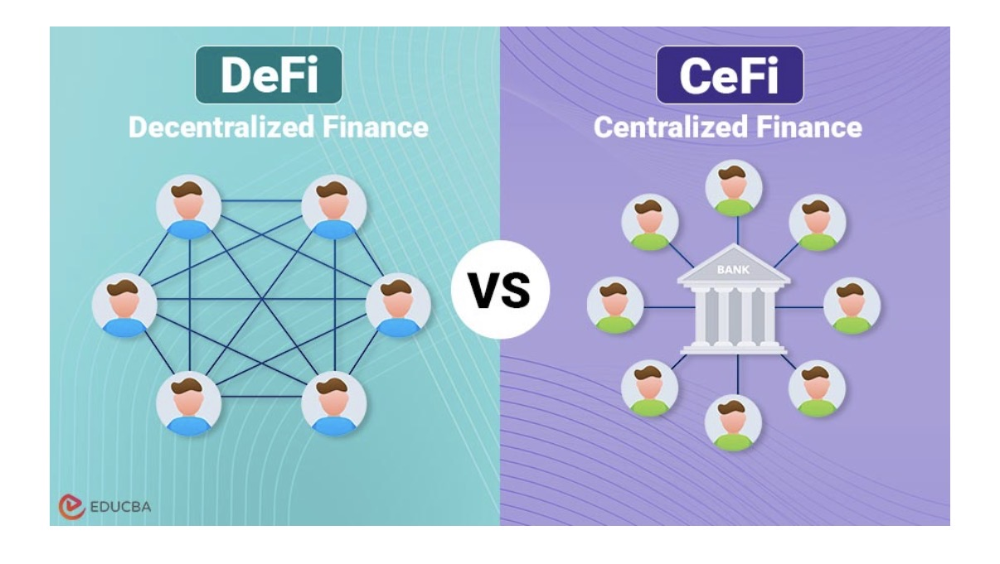 DeFi
Decentralized Finance
VS
CeFi
Centralized Finance
BANK
EDUCBA